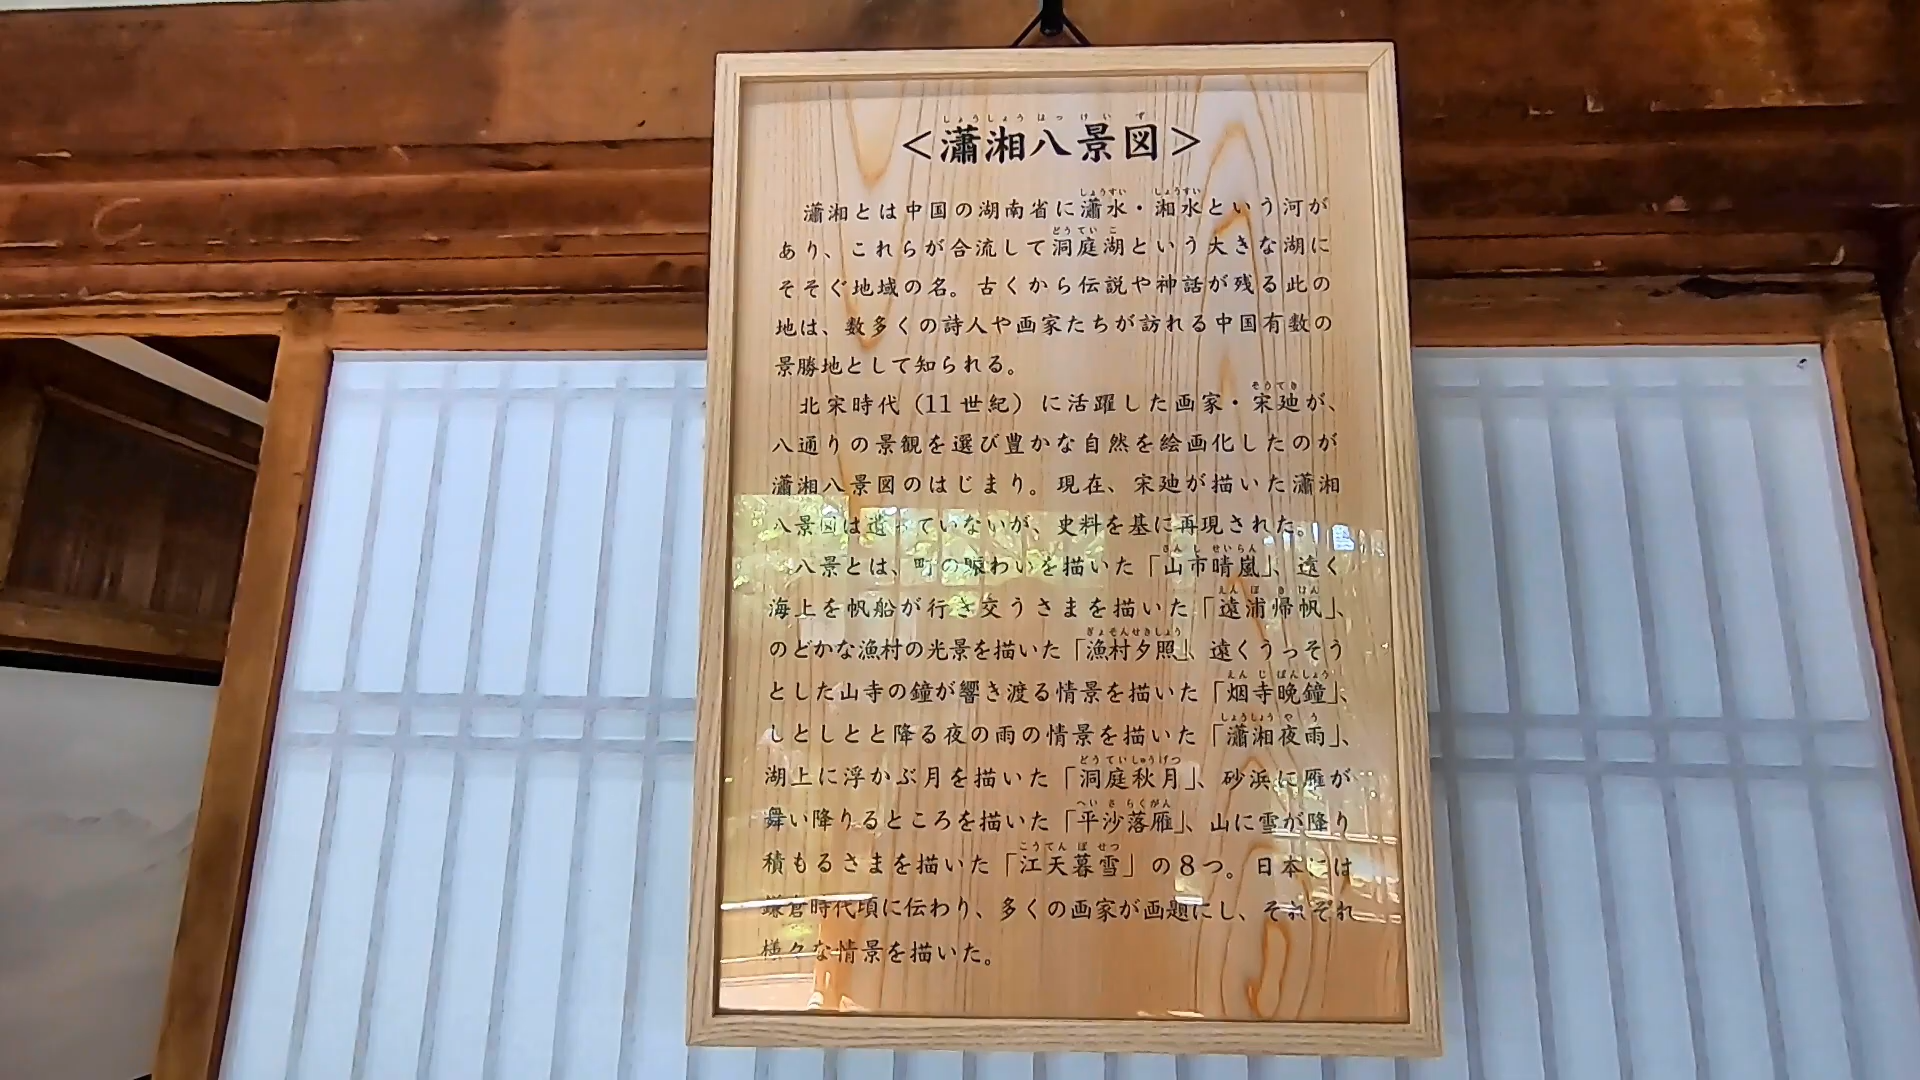 <瀟湘八景図>
瀟湘とは中国の湖南省に瀟水・湘水という河が
あり、これらが合流して洞庭湖という大きな湖に
そそぐ地域の名。古くから伝説や神話が残る此の
地は、数多くの詩人や画家たちが訪れる中国有数の
景勝地として知られる。
北宋時代(11世紀)に活躍した画家・宋廸が、
八通りの景観を選び豊かな自然を絵画化したのが
瀟湘八景図のはじまり。現在、宋廸が描いた瀟湘
八景図は遺っていないが、史料を基に再現された。
八景とは、町の賑わいを描いた「山市晴嵐」、遠く
海上を帆船が行き交うさまを描いた「遠浦帰帆」、
のどかな漁村の光景を描いた「漁村夕照」、遠くうっそう
とした山寺の鐘が響き渡る情景を描いた「烟寺晩鐘」、
しとしとと降る夜の雨の情景を描いた「瀟湘夜雨」、
湖上に浮かぶ月を描いた「洞庭秋月」、砂浜に雁が
舞い降りるところを描いた「平沙落雁」、山に雪が降り
積もるさまを描いた「江天暮雪」の8つ。日本には
鎌倉時代頃に伝わり、多くの画家が画題にし、それぞれ
様々な情景を描いた。